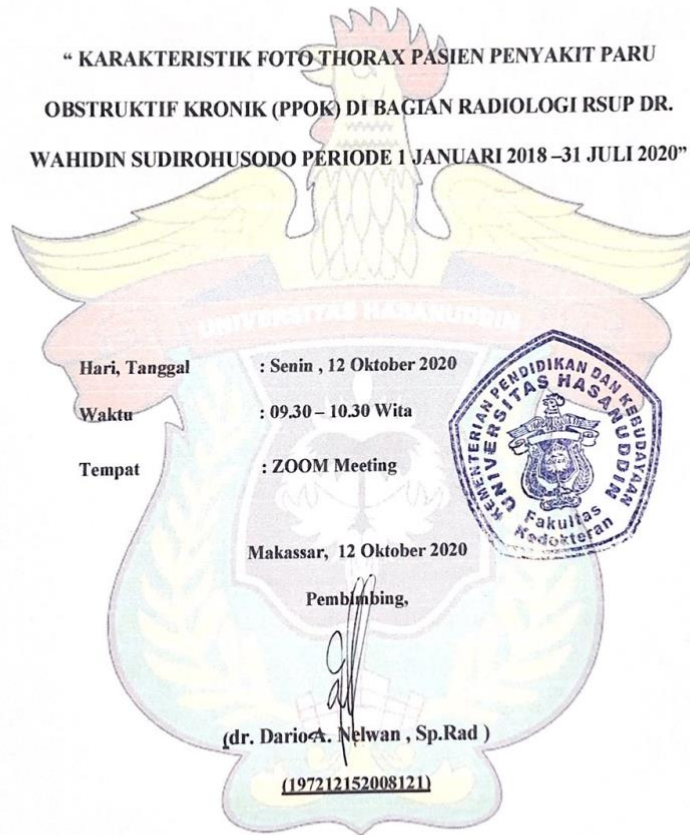 “ KARAKTERISTIK FOTO THORAX PASIEN PENYAKIT PARU
OBSTRUKTIF KRONIK (PPOK) DI BAGIAN RADIOLOGI RSUP DR.
WAHIDIN SUDIROHUSODO PERIODE 1 JANUARI 2018 –31 JULI 2020”
UNIVERSITAS HASANUDDIN
Hari, Tanggal : Senin , 12 Oktober 2020
Waktu : 09.30 – 10.30 Wita
Tempat : ZOOM Meeting
KEMENTERIAN PENDIDIKAN DAN KEBUDAYAAN
UNIVERSITAS HASANUDDIN
Fakultas
Kedokteran
Makassar, 12 Oktober 2020
Pembimbing,
(dr. Dario A. Nelwan , Sp.Rad )
(197212152008121)